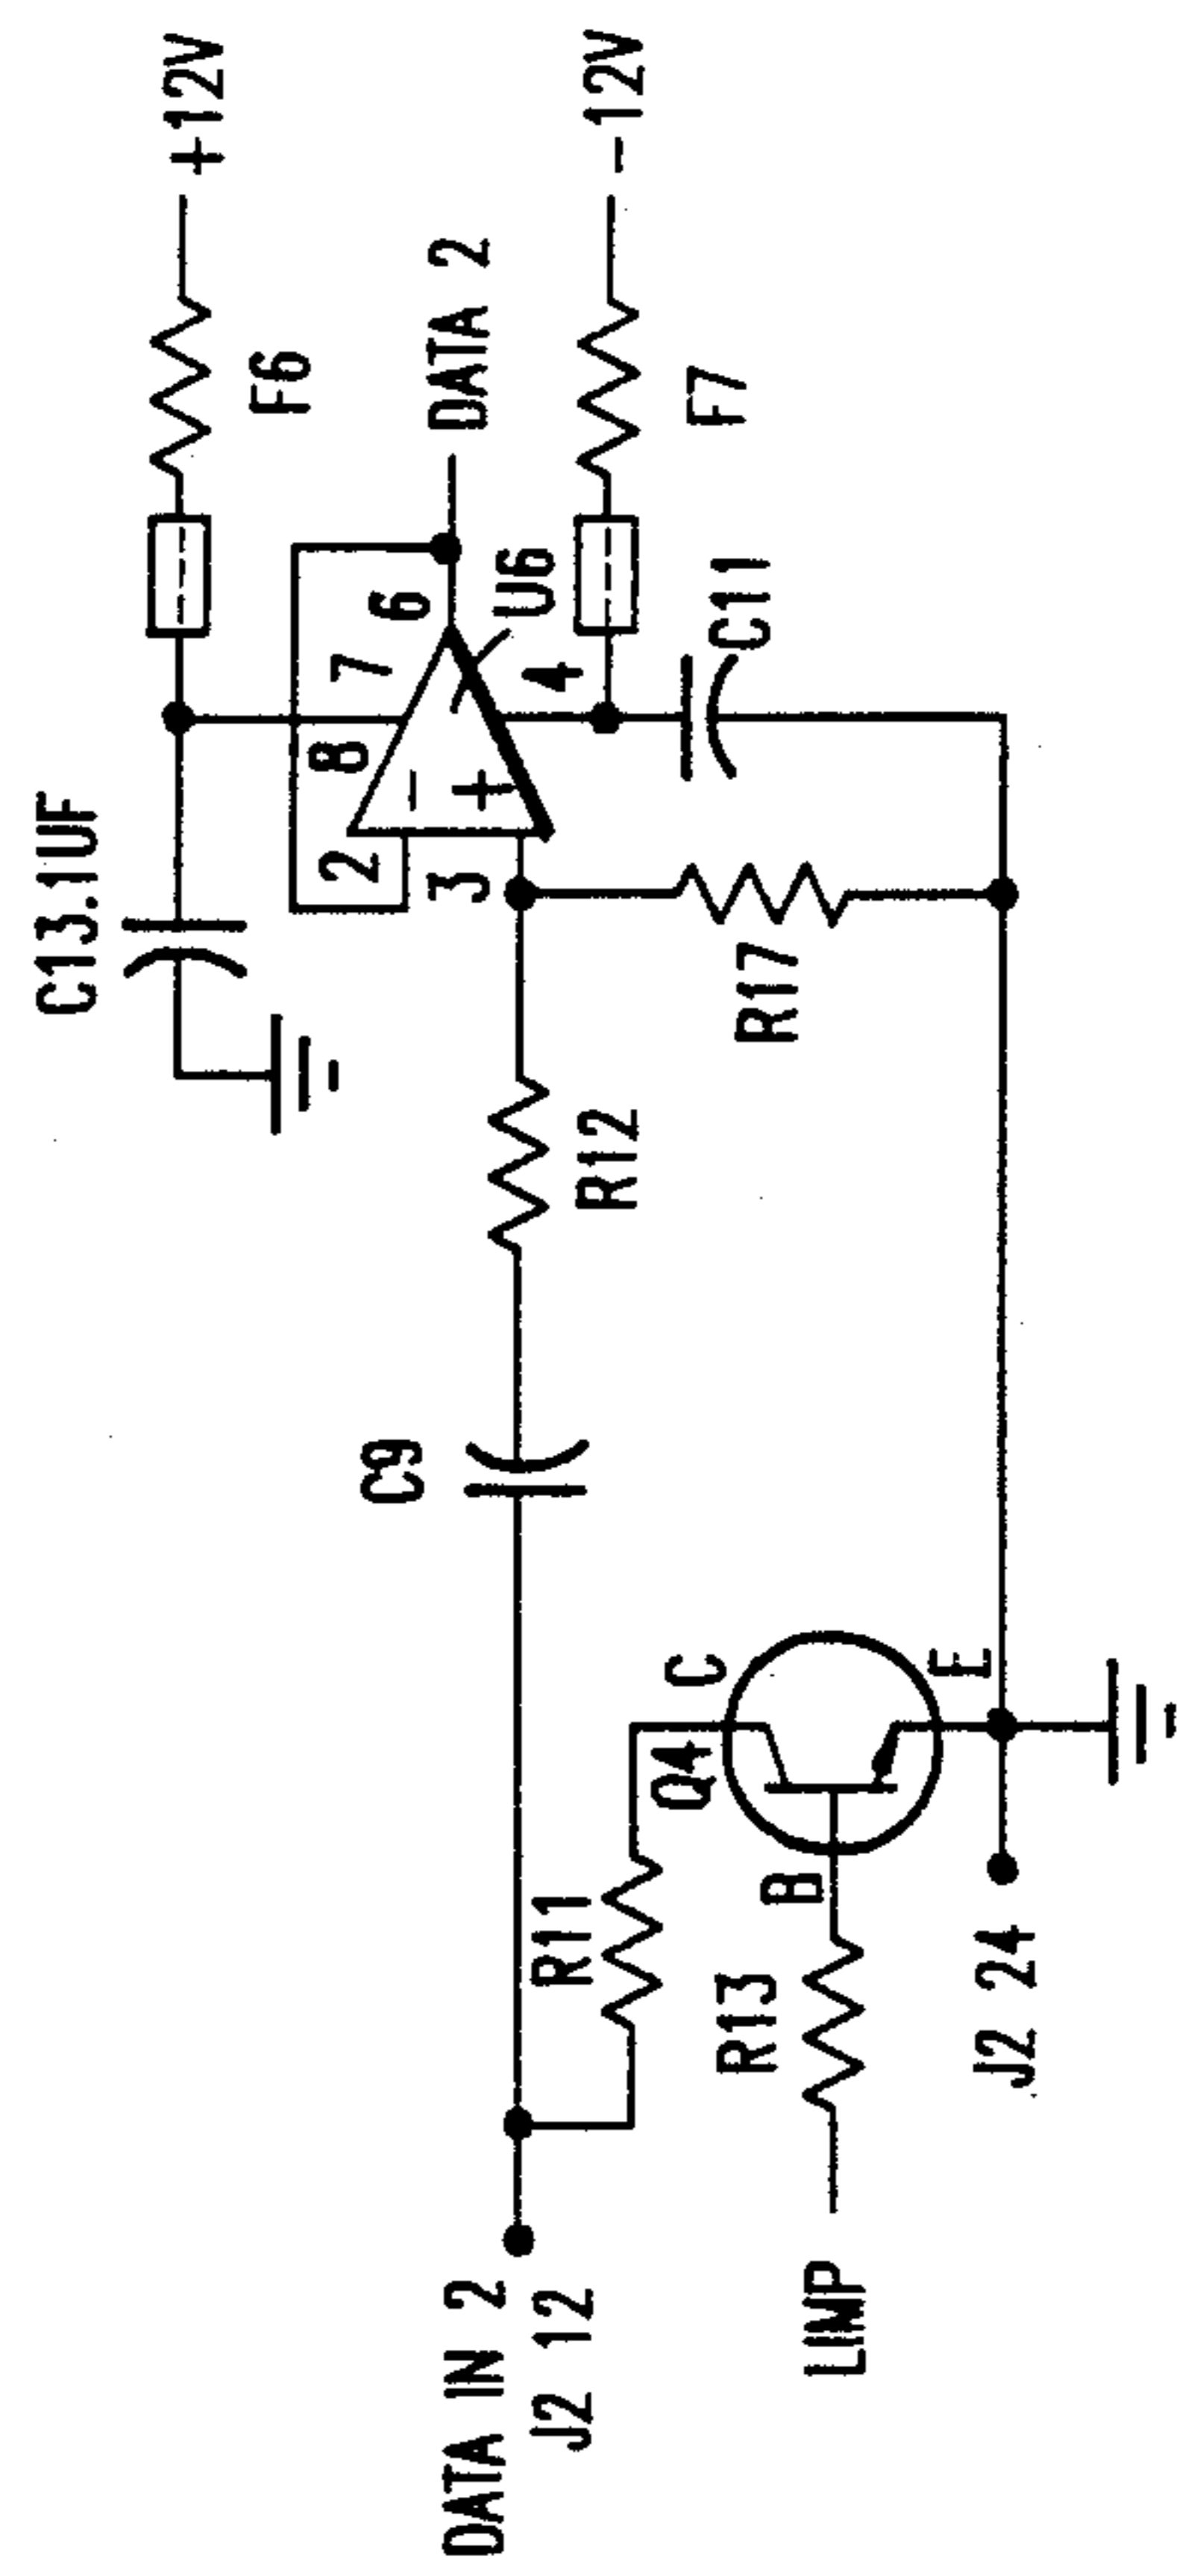 C13.1UF
+12V
F6
8
7
2
6
DATA 2
-
+
U6
3
4
-12V
F7
C11
C9
R12
R17
DATA IN 2
J2 12
R11
Q4
C
B
E
R13
LIMP
J2 24